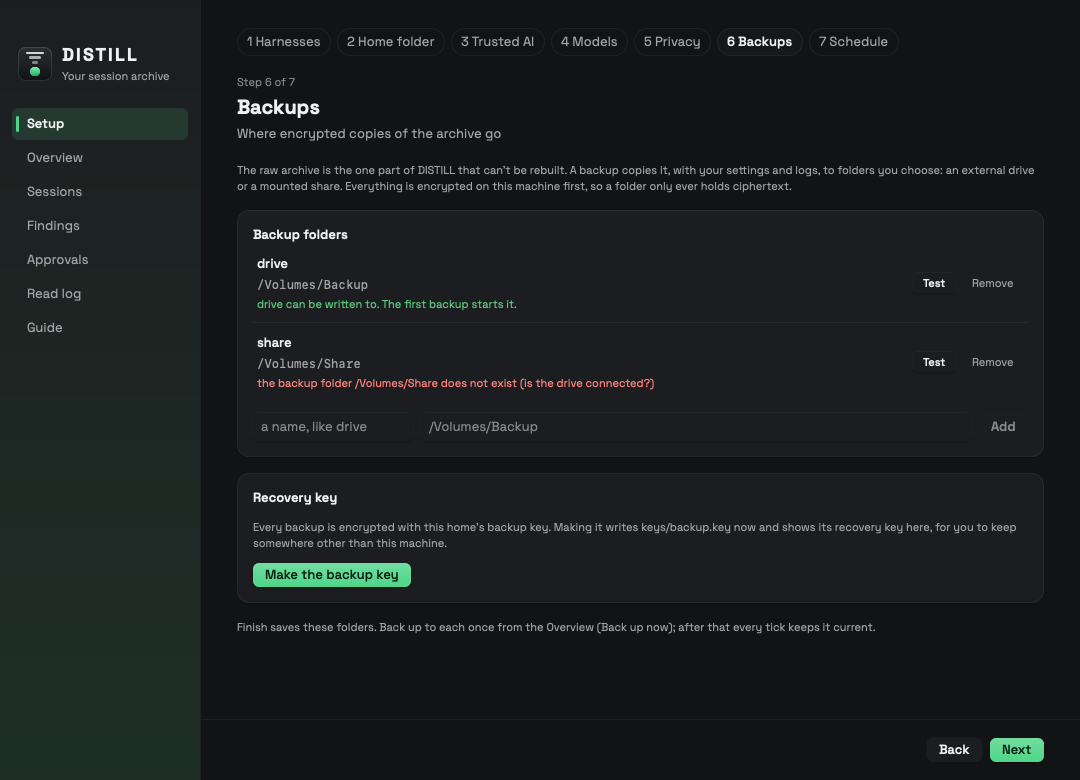 DISTILL
Your session archive
Setup
Overview
Sessions
Findings
Approvals
Read log
Guide
1 Harnesses
2 Home folder
3 Trusted AI
4 Models
5 Privacy
6 Backups
7 Schedule
Step 6 of 7
Backups
Where encrypted copies of the archive go
The raw archive is the one part of DISTILL that can't be rebuilt. A backup copies it, with your settings and logs, to folders you choose: an external drive
or a mounted share. Everything is encrypted on this machine first, so a folder only ever holds ciphertext.
Backup folders
drive
/Volumes/Backup
drive can be written to. The first backup starts it.
Test
Remove
share
/Volumes/Share
the backup folder /Volumes/Share does not exist (is the drive connected?)
Test
Remove
a name, like drive
/Volumes/Backup
Add
Recovery key
Every backup is encrypted with this home's backup key. Making it writes keys/backup.key now and shows its recovery key here, for you to keep
somewhere other than this machine.
Make the backup key
Finish saves these folders. Back up to each once from the Overview (Back up now); after that every tick keeps it current.
Back
Next